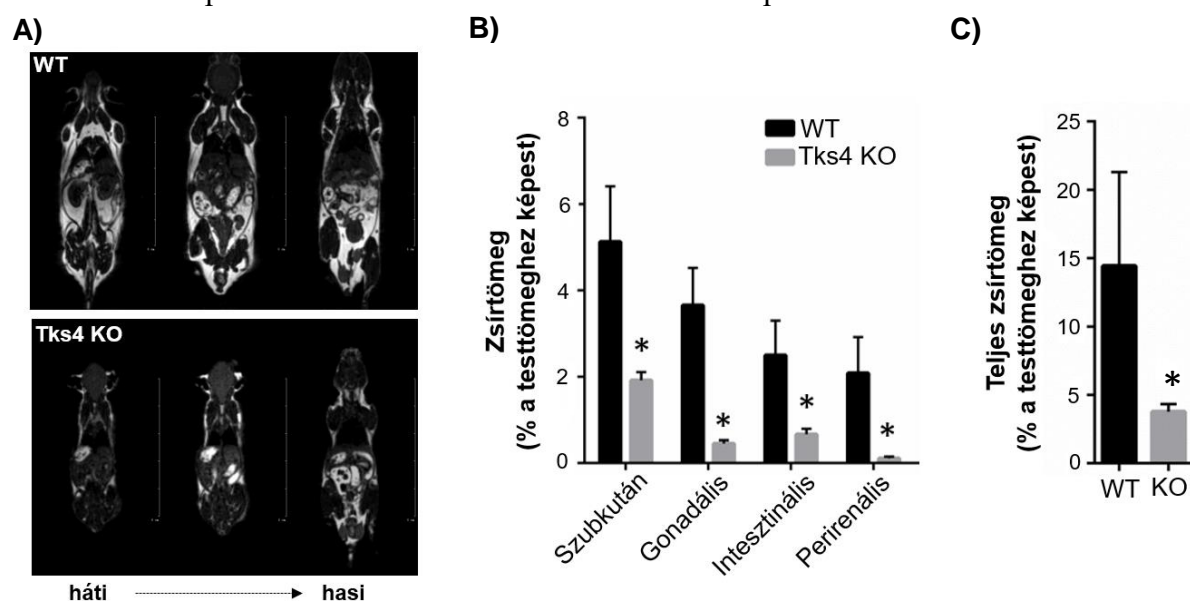 A)
WT
Tks4 KO
háti
hasi
B)
Zsírtömeg
(% a testtömeghez képest)
8
6
4
2
0
WT
Tks4 KO
*
*
*
*
Szubkután
Gonadális
Intesztinális
Perirenális
C)
Teljes zsírtömeg
(% a testtömeghez képest)
25
20
15
10
5
0
*
WT
KO